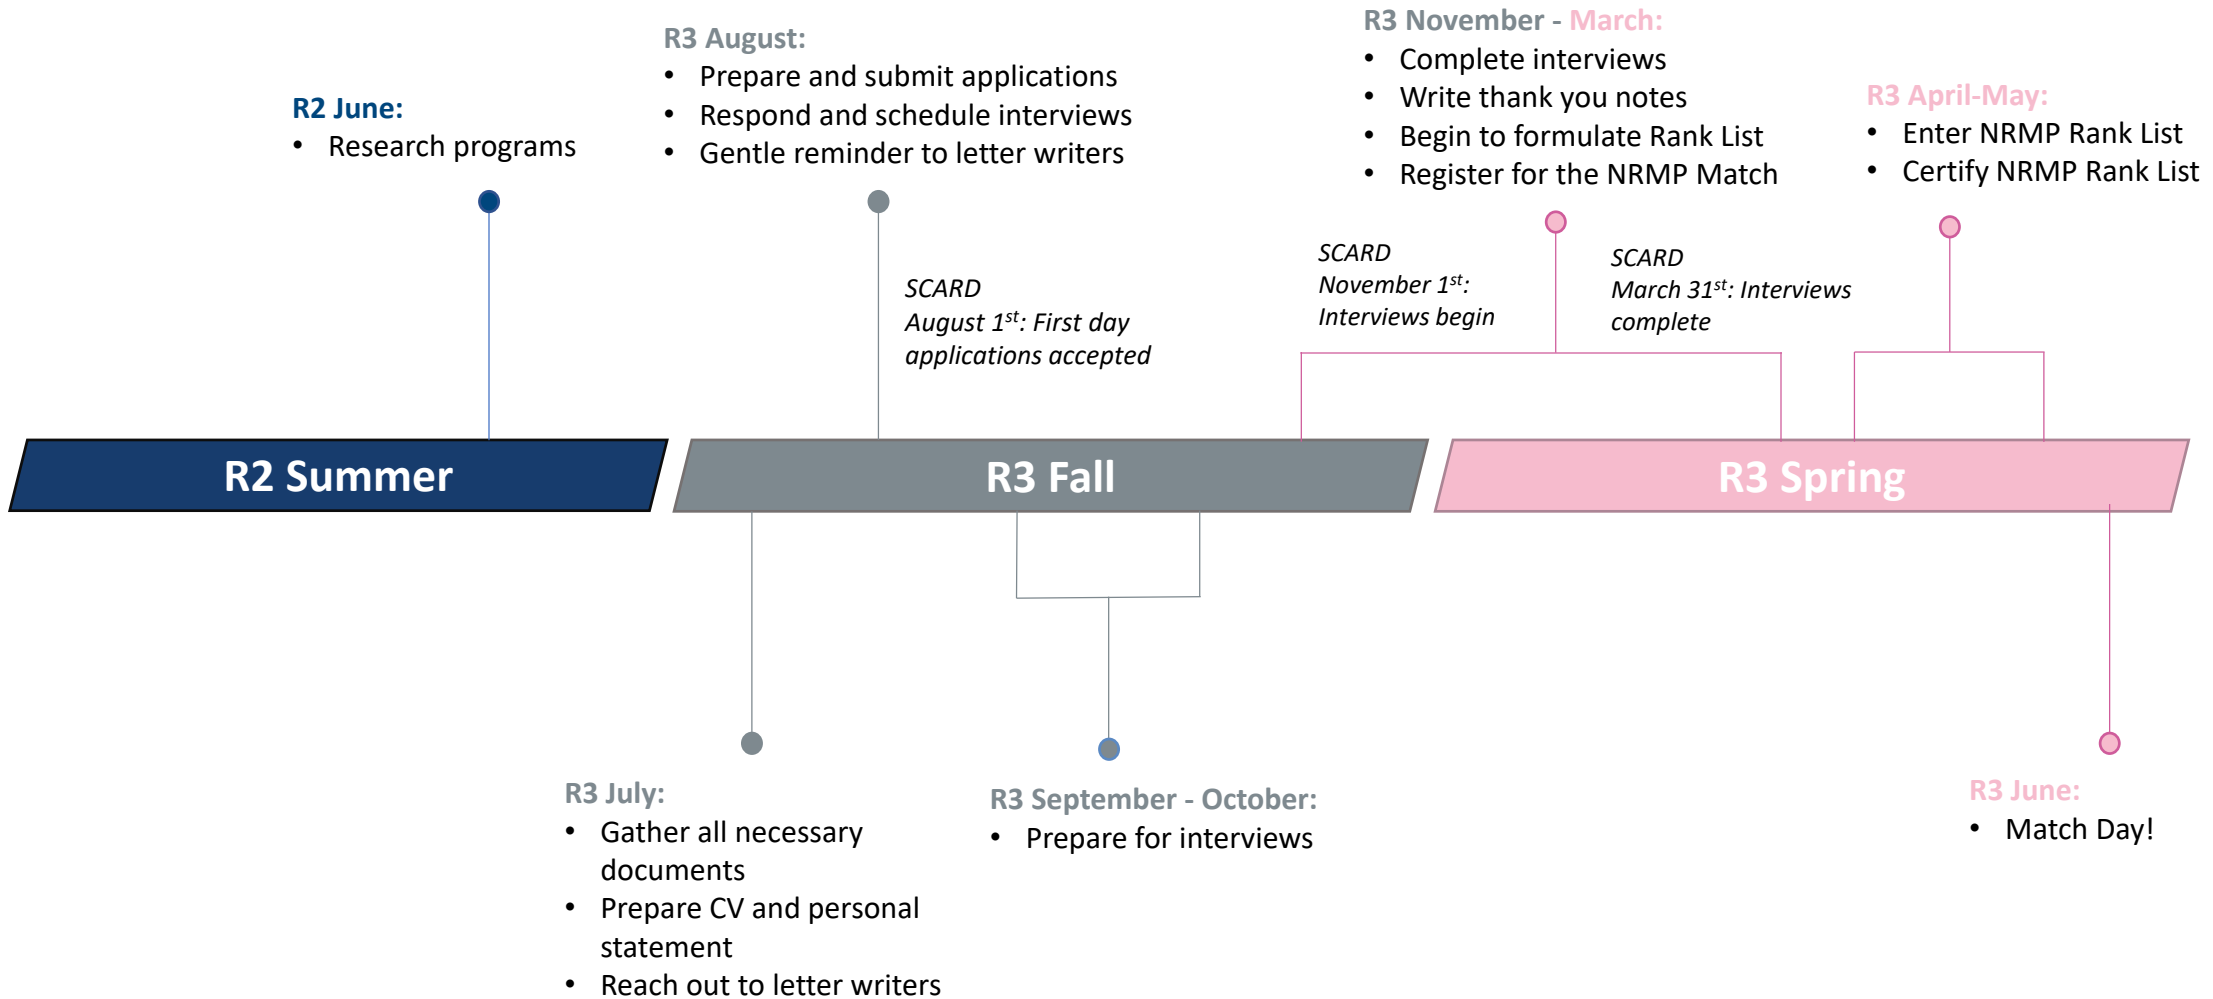 R2 June:
• Research programs
R3 August:
• Prepare and submit applications
• Respond and schedule interviews
• Gentle reminder to letter writers
SCARD
August 1st: First day
applications accepted
R3 November - March:
• Complete interviews
• Write thank you notes
• Begin to formulate Rank List
• Register for the NRMP Match
SCARD
November 1st:
Interviews begin
SCARD
March 31st: Interviews
complete
R3 April-May:
• Enter NRMP Rank List
• Certify NRMP Rank List
R2 Summer
R3 Fall
R3 Spring
R3 July:
• Gather all necessary
documents
• Prepare CV and personal
statement
• Reach out to letter writers
R3 September - October:
• Prepare for interviews
R3 June:
• Match Day!